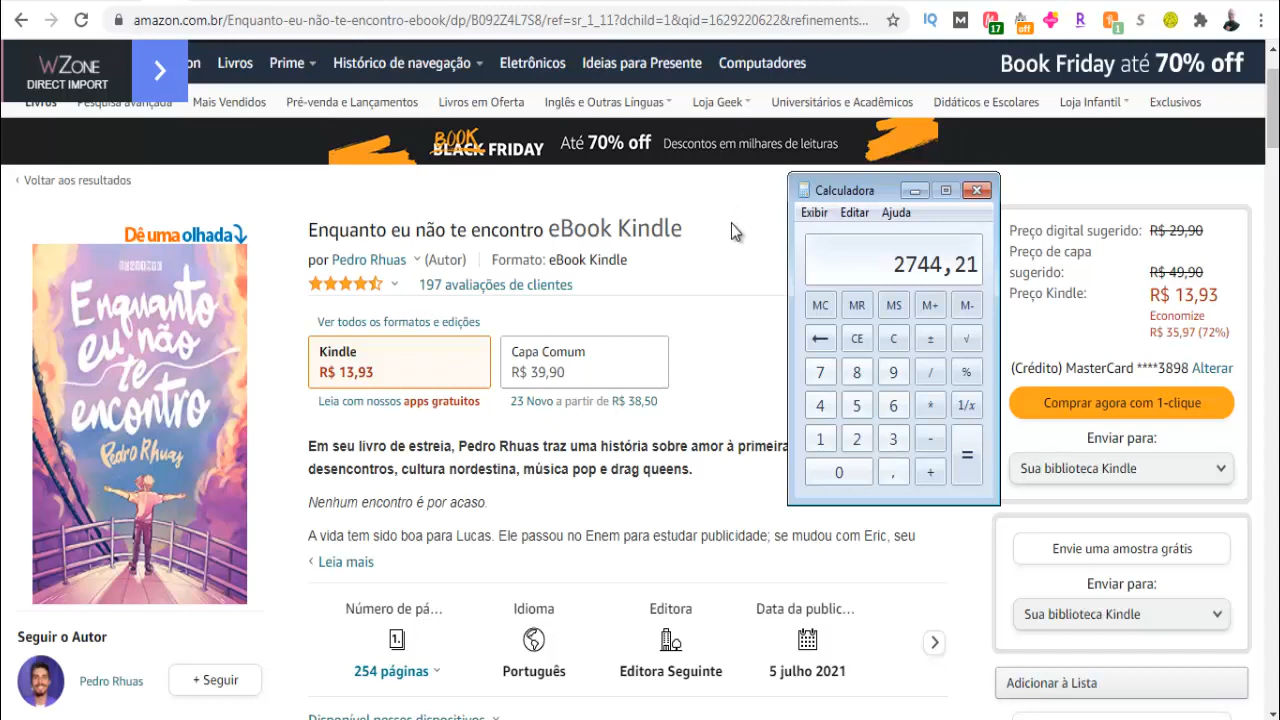 amazon.com.br/Enquanto-eu-não-te-encontro-ebook/dp/B092Z4L7S8/ref=sr_1_11?dchild=1&qid=1629220622&refinements...
IQ M 17 off R 1 S
WZONE
DIRECT IMPORT
on Livros Prime Histórico de navegação Eletrônicos Ideias para Presente Computadores
Book Friday até 70% off
Livros Pesquisa avançada Mais Vendidos Pré-venda e Lançamentos Livros em Oferta Inglês e Outras Línguas Loja Geek Universitários e Acadêmicos Didáticos e Escolares Loja Infantil Exclusivos
BOOK
BLACK FRIDAY Até 70% off Descontos em milhares de leituras
‹ Voltar aos resultados
Dê uma olhada
Enquanto
eu não
te
encontro
Pedro Rhuas
Enquanto eu não te encontro eBook Kindle
por Pedro Rhuas (Autor) Formato: eBook Kindle
197 avaliações de clientes
Ver todos os formatos e edições
Kindle
R$ 13,93
Capa Comum
R$ 39,90
Leia com nossos apps gratuitos
23 Novo a partir de R$ 38,50
Em seu livro de estreia, Pedro Rhuas traz uma história sobre amor à primeira
desencontros, cultura nordestina, música pop e drag queens.
Nenhum encontro é por acaso.
A vida tem sido boa para Lucas. Ele passou no Enem para estudar publicidade; se mudou com Eric, seu
‹ Leia mais
Número de pá...
1.
254 páginas
Idioma
Português
Editora
Editora Seguinte
Data da public...
5 julho 2021
Disponível nesses dispositivos
Seguir o Autor
Pedro Rhuas
+ Seguir
Calculadora
Exibir Editar Ajuda
2744,21
MC MR MS M+ M-
← CE C ± √
7 8 9 / %
4 5 6 * 1/x
1 2 3 - =
0 , +
Preço digital sugerido: R$ 29,90
Preço de capa
sugerido: R$ 49,90
Preço Kindle: R$ 13,93
Economize
R$ 35,97 (72%)
(Crédito) MasterCard ****3898 Alterar
Comprar agora com 1-clique
Enviar para:
Sua biblioteca Kindle
Envie uma amostra grátis
Enviar para:
Sua biblioteca Kindle
Adicionar à Lista